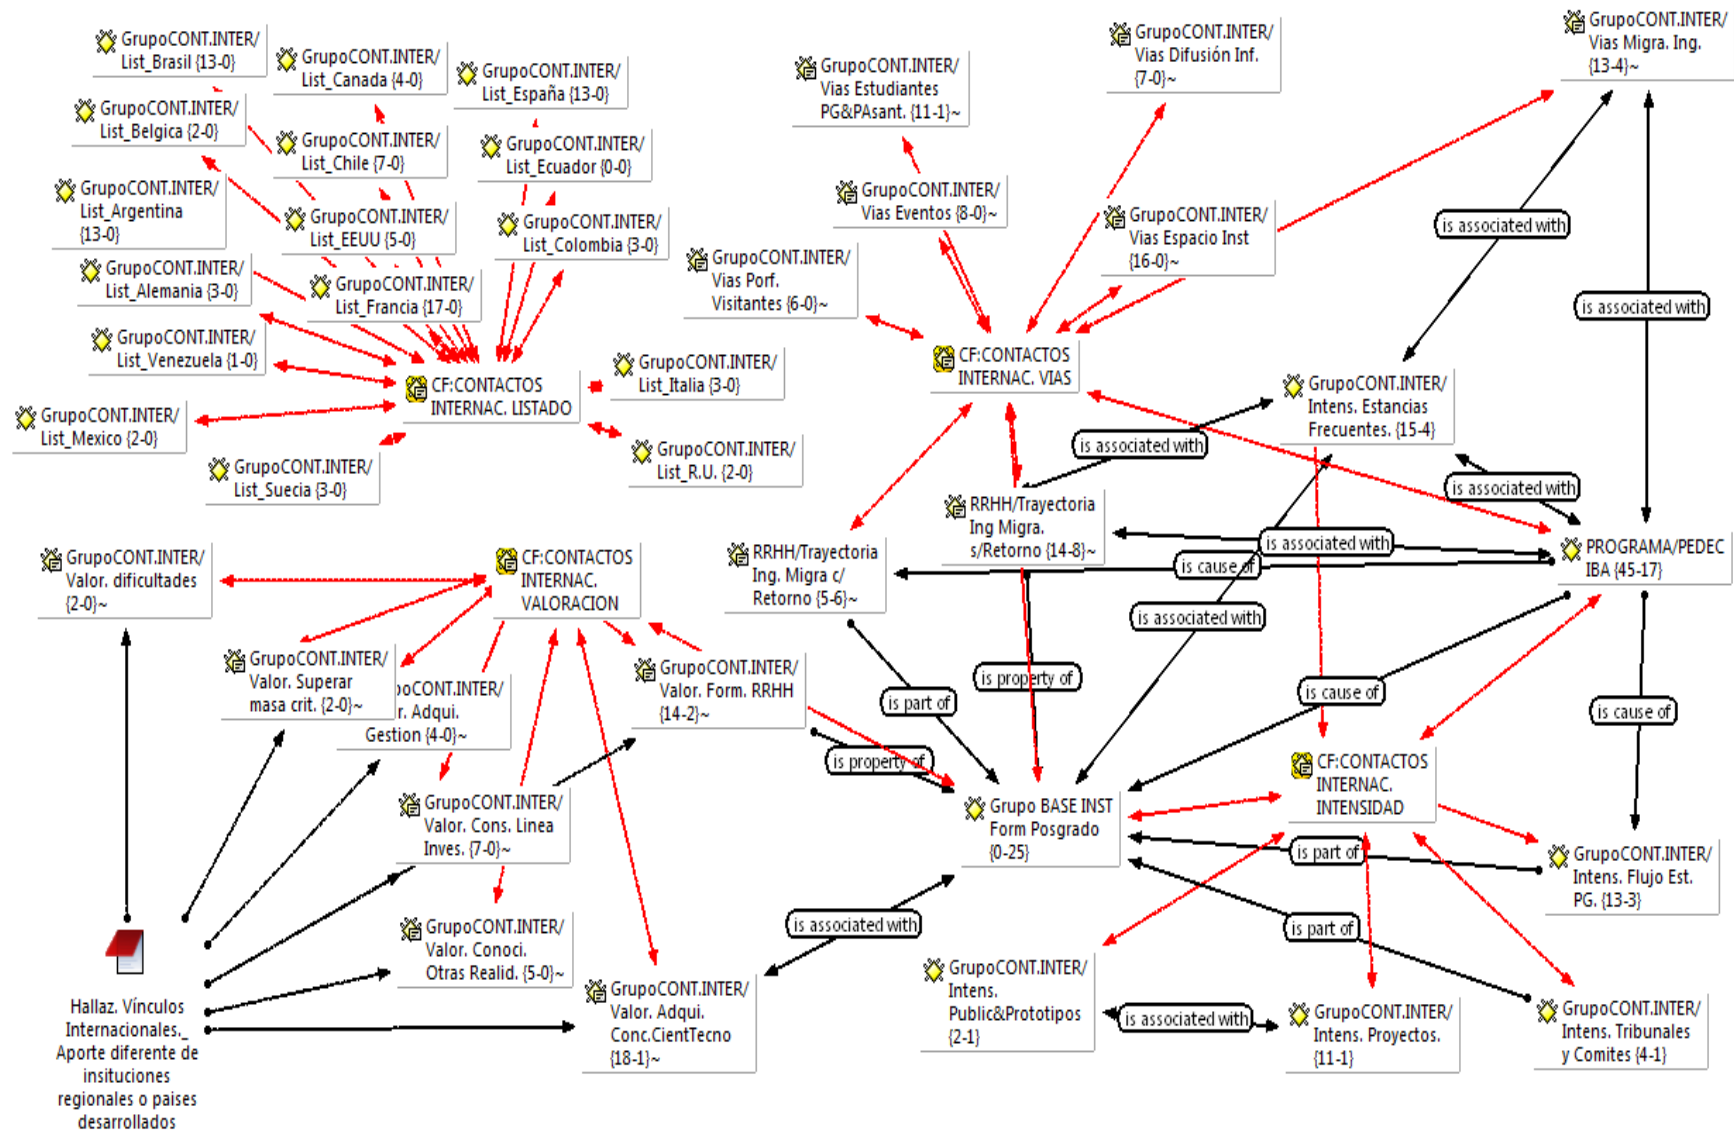 GrupoCONT.INTER/
List_Brasil {13-0}
GrupoCONT.INTER/
List_Canada {4-0}
GrupoCONT.INTER/
List_España {13-0}
GrupoCONT.INTER/
List_Belgica {2-0}
GrupoCONT.INTER/
List_Chile {7-0}
GrupoCONT.INTER/
List_Ecuador {0-0}
GrupoCONT.INTER/
List_Argentina
{13-0}
GrupoCONT.INTER/
List_EEUU {5-0}
GrupoCONT.INTER/
List_Colombia {3-0}
GrupoCONT.INTER/
List_Alemania {3-0}
GrupoCONT.INTER/
List_Francia {17-0}
GrupoCONT.INTER/
List_Venezuela {1-0}
CF:CONTACTOS
INTERNAC. LISTADO
GrupoCONT.INTER/
List_Italia {3-0}
GrupoCONT.INTER/
List_Mexico {2-0}
GrupoCONT.INTER/
List_Suecia {3-0}
GrupoCONT.INTER/
List_R.U. {2-0}
GrupoCONT.INTER/
Vias Estudiantes
PG&PAsant. {11-1}~
GrupoCONT.INTER/
Vias Difusión Inf.
{7-0}~
GrupoCONT.INTER/
Vias Migra. Ing.
{13-4}~
GrupoCONT.INTER/
Vias Eventos {8-0}~
GrupoCONT.INTER/
Vias Espacio Inst
{16-0}~
GrupoCONT.INTER/
Vias Porf.
Visitantes {6-0}~
CF:CONTACTOS
INTERNAC. VIAS
is associated with
is associated with
GrupoCONT.INTER/
Intens. Estancias
Frecuentes. {15-4}
is associated with
is associated with
RRHH/Trayectoria
Ing Migra.
s/Retorno {14-8}~
RRHH/Trayectoria
Ing. Migra c/
Retorno {5-6}~
is associated with
is cause of
PROGRAMA/PEDEC
IBA {45-17}
is associated with
is property of
is part of
is cause of
is cause of
GrupoCONT.INTER/
Valor. dificultades
{2-0}~
CF:CONTACTOS
INTERNAC.
VALORACION
GrupoCONT.INTER/
Valor. Superar
masa crit. {2-0}~
poCONT.INTER/
r. Adqui.
Gestion {4-0}~
GrupoCONT.INTER/
Valor. Form. RRHH
{14-2}~
is property of
GrupoCONT.INTER/
Valor. Cons. Linea
Inves. {7-0}~
Grupo BASE INST
Form Posgrado
{0-25}
CF:CONTACTOS
INTERNAC.
INTENSIDAD
is part of
GrupoCONT.INTER/
Intens. Flujo Est.
PG. {13-3}
GrupoCONT.INTER/
Valor. Conoci.
Otras Realid. {5-0}~
is associated with
is part of
GrupoCONT.INTER/
Valor. Adqui.
Conc.CientTecno
{18-1}~
GrupoCONT.INTER/
Intens.
Public&Prototipos
{2-1}
is associated with
GrupoCONT.INTER/
Intens. Proyectos.
{11-1}
GrupoCONT.INTER/
Intens. Tribunales
y Comites {4-1}
Hallaz. Vínculos
Internacionales._
Aporte diferente de
insituciones
regionales o paises
desarrollados